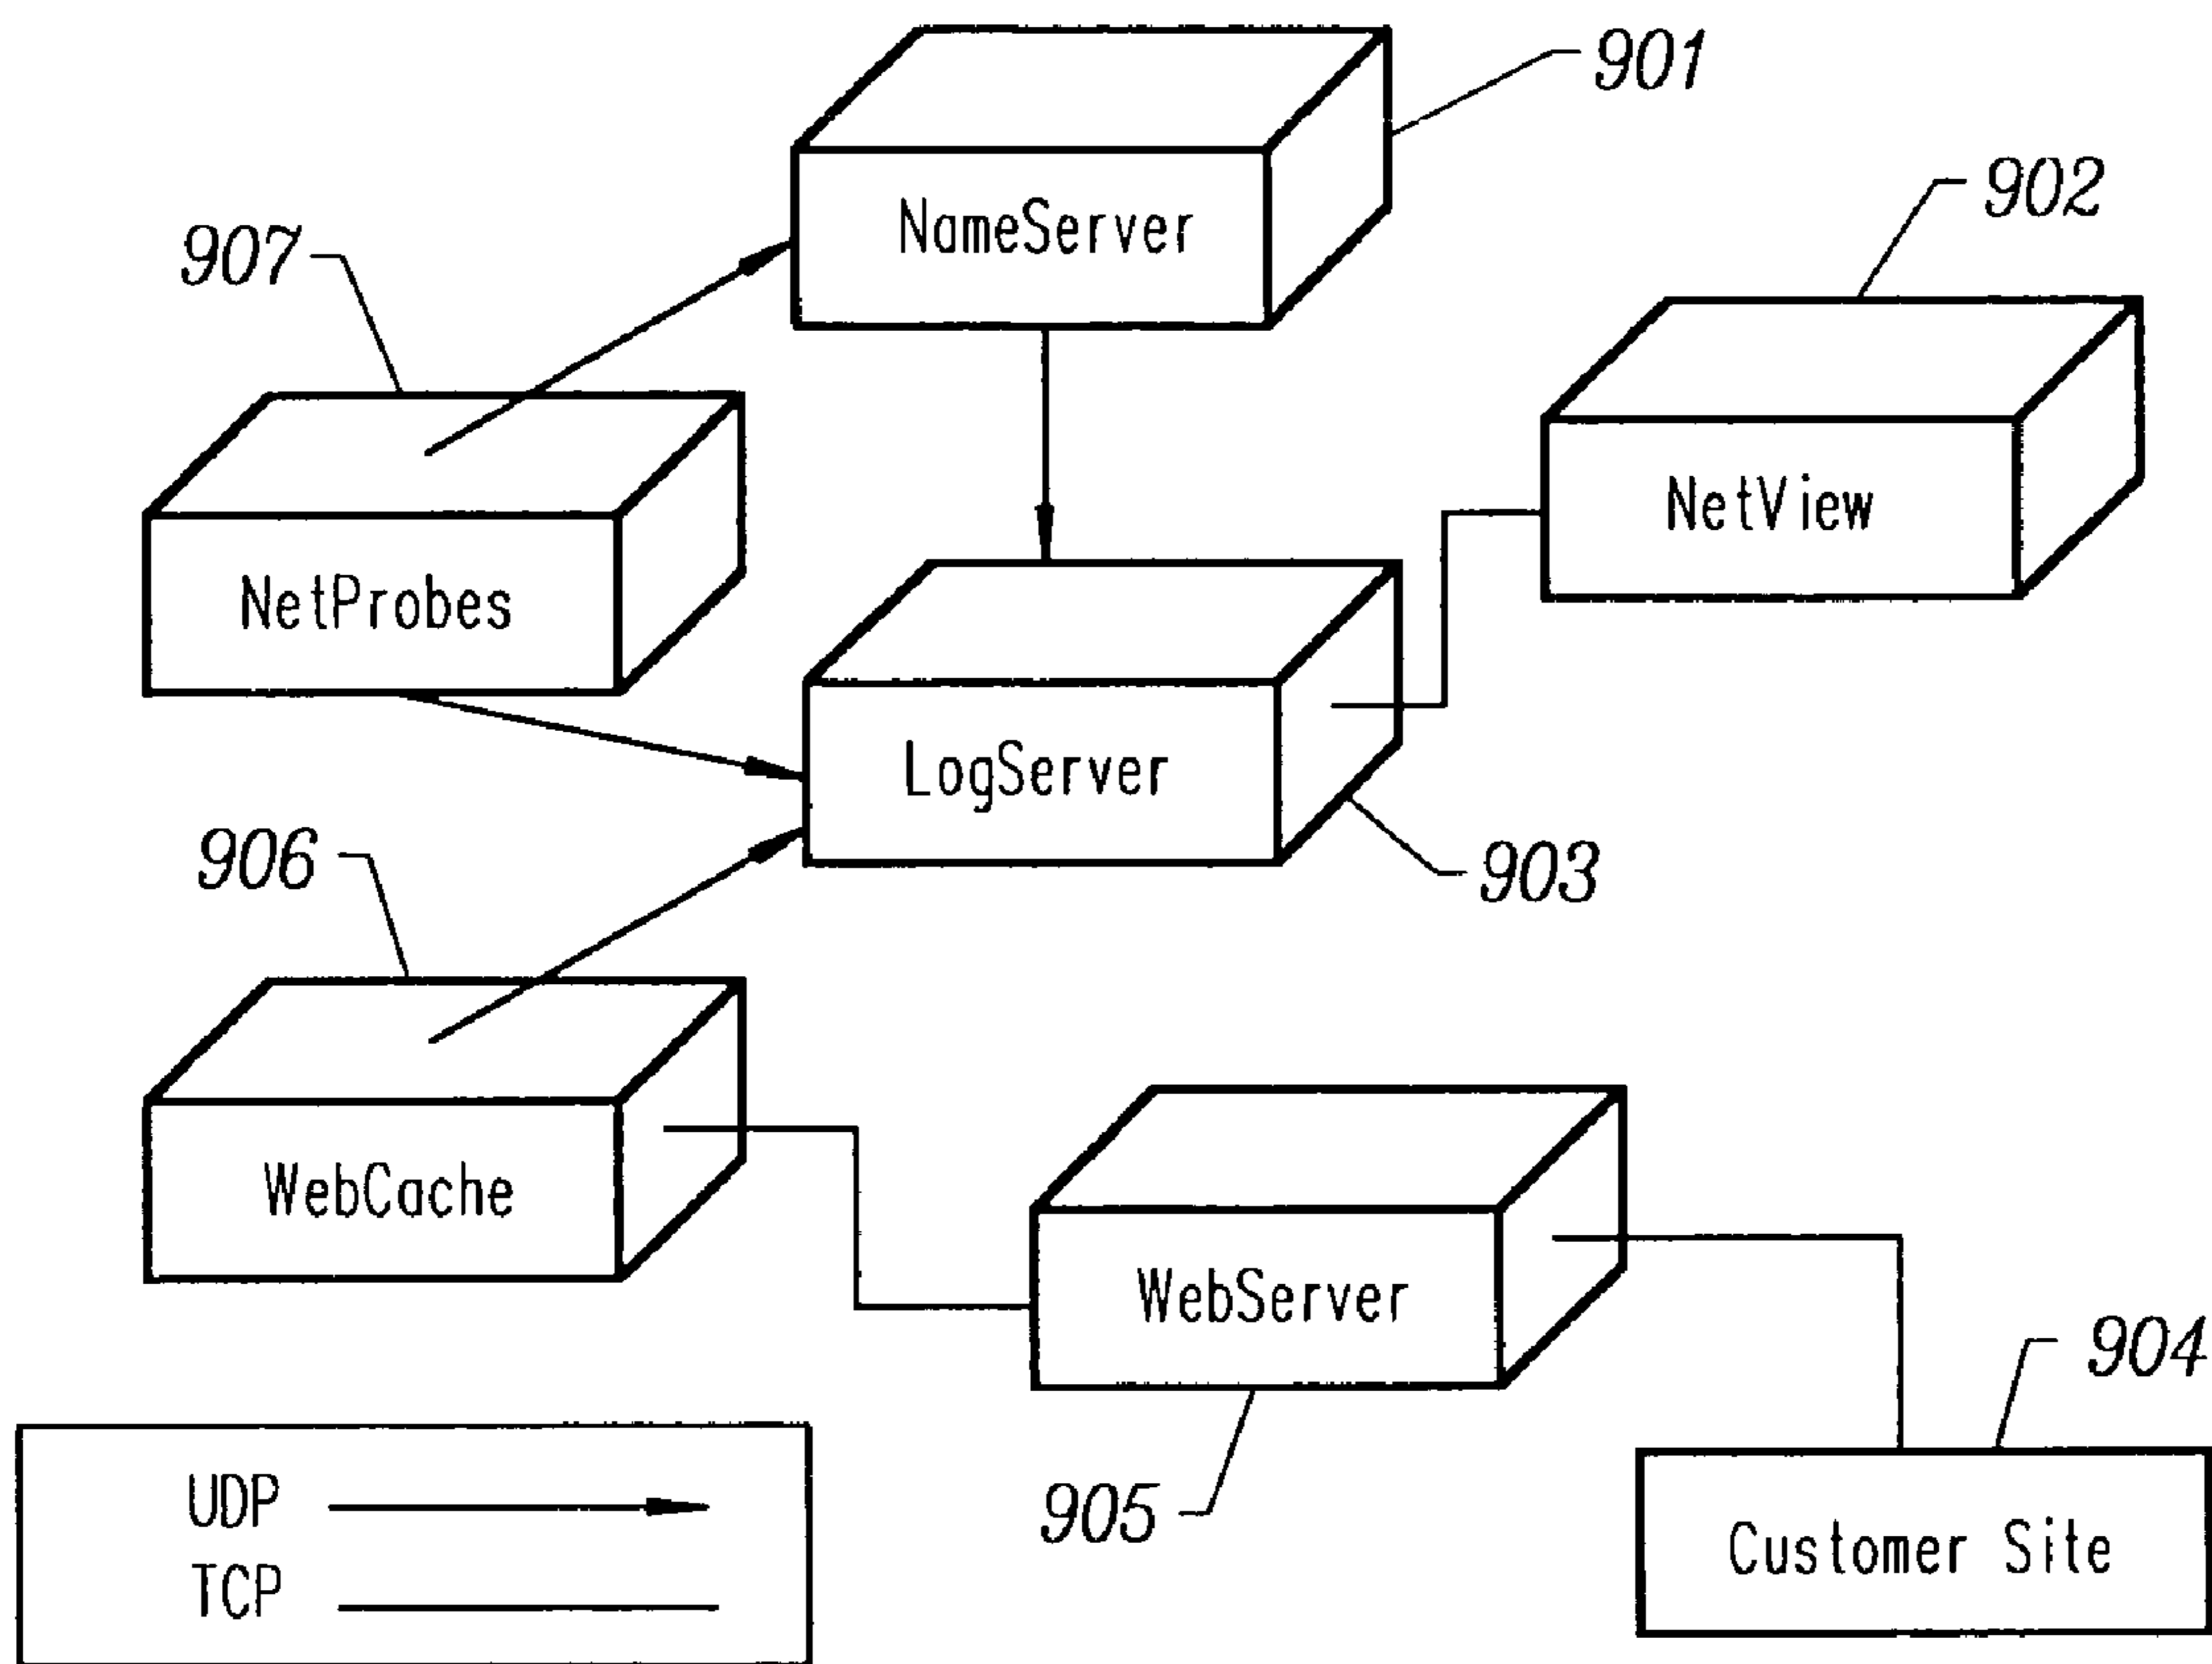 901
NameServer
902
907
NetView
NetProbes
LogServer
906
903
WebCache
WebServer
904
905
UDP
Customer Site
TCP